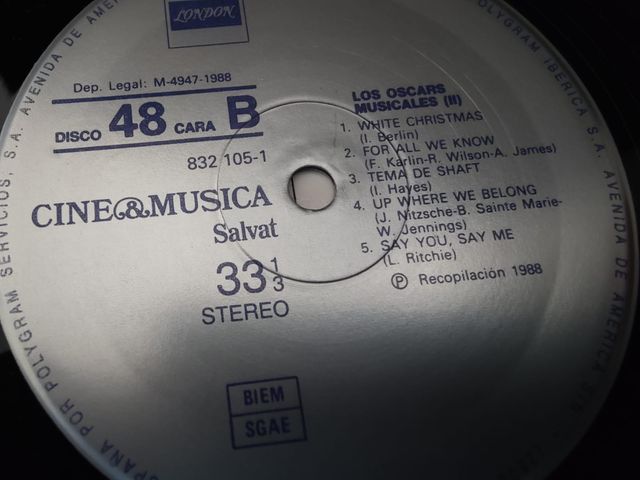 LONDON
Dep. Legal: M-4947-1988
DISCO 48 CARA B
832 105-1
CINE&MUSICA
Salvat
33 1/3
STEREO
BIEM
SGAE
LOS OSCARS
MUSICALES (II)
1. WHITE CHRISTMAS
(I. Berlin)
2. FOR ALL WE KNOW
(F. Karlin-R. Wilson-A. James)
3. TEMA DE SHAFT
(I. Hayes)
4. UP WHERE WE BELONG
(J. Nitzsche-B. Sainte Marie-
W. Jennings)
5. SAY YOU, SAY ME
(L. Ritchie)
Ⓟ Recopilación 1988
ESPAÑA POR POLYGRAM SERVICIOS, S.A. AVENIDA DE AMERICA
POLYGRAM IBERICA S.A. AVENIDA DE AMERICA S/N